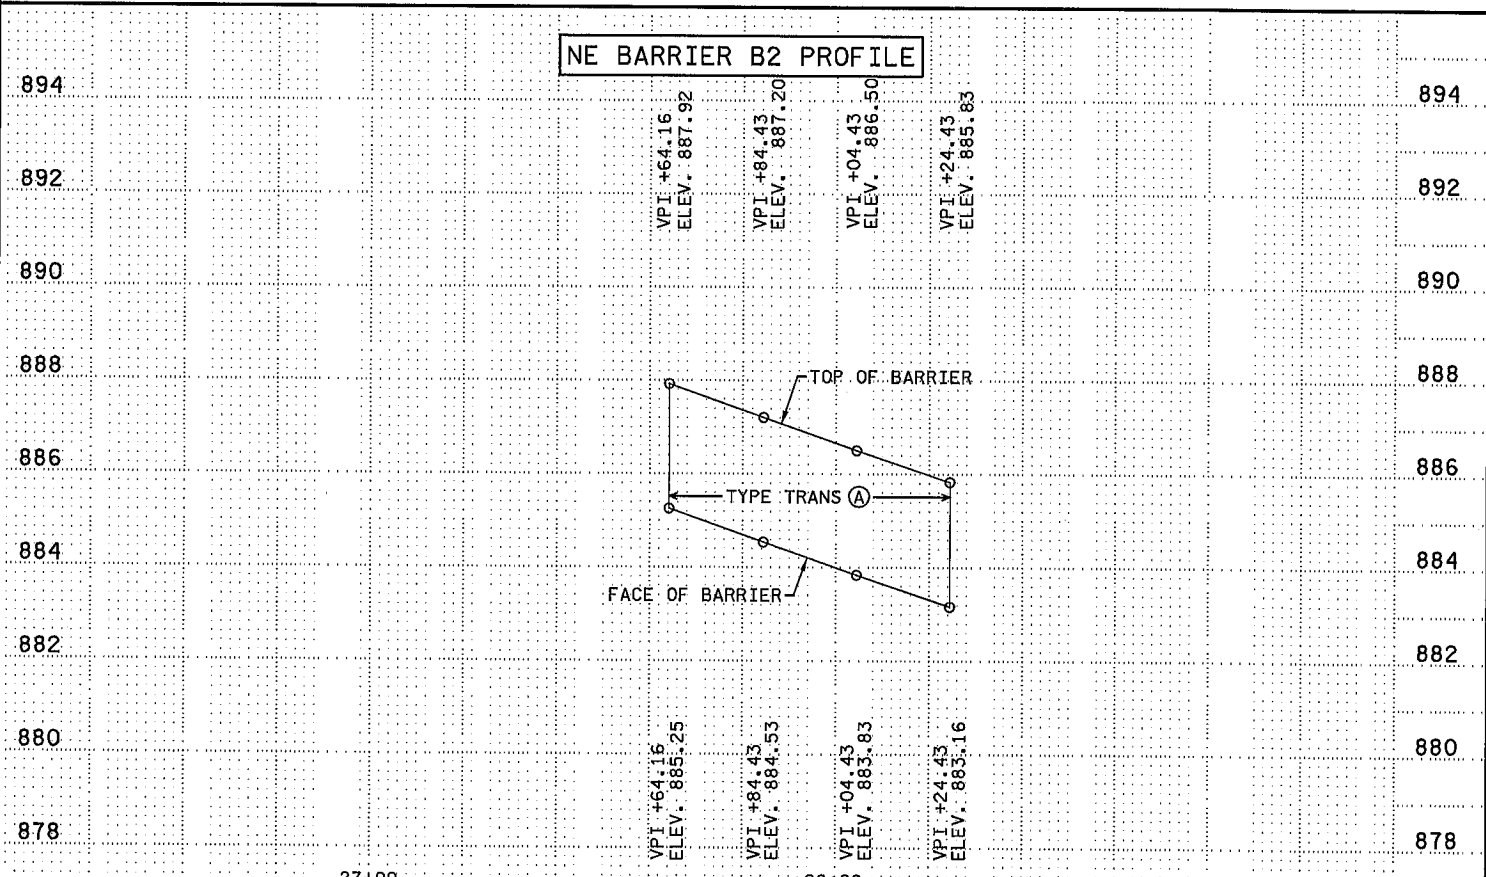 NE BARRIER B2 PROFILE
894
892
890
888
886
884
882
880
878
894
892
890
888
886
884
882
880
878
VPI +64.16
ELEV. 887.92
VPI +84.43
ELEV. 887.20
VPI +04.43
ELEV. 886.50
VPI +24.43
ELEV. 885.83
TOP OF BARRIER
TYPE TRANS A
FACE OF BARRIER
VPI +64.16
ELEV. 885.25
VPI +84.43
ELEV. 884.53
VPI +04.43
ELEV. 883.83
VPI +24.43
ELEV. 883.16